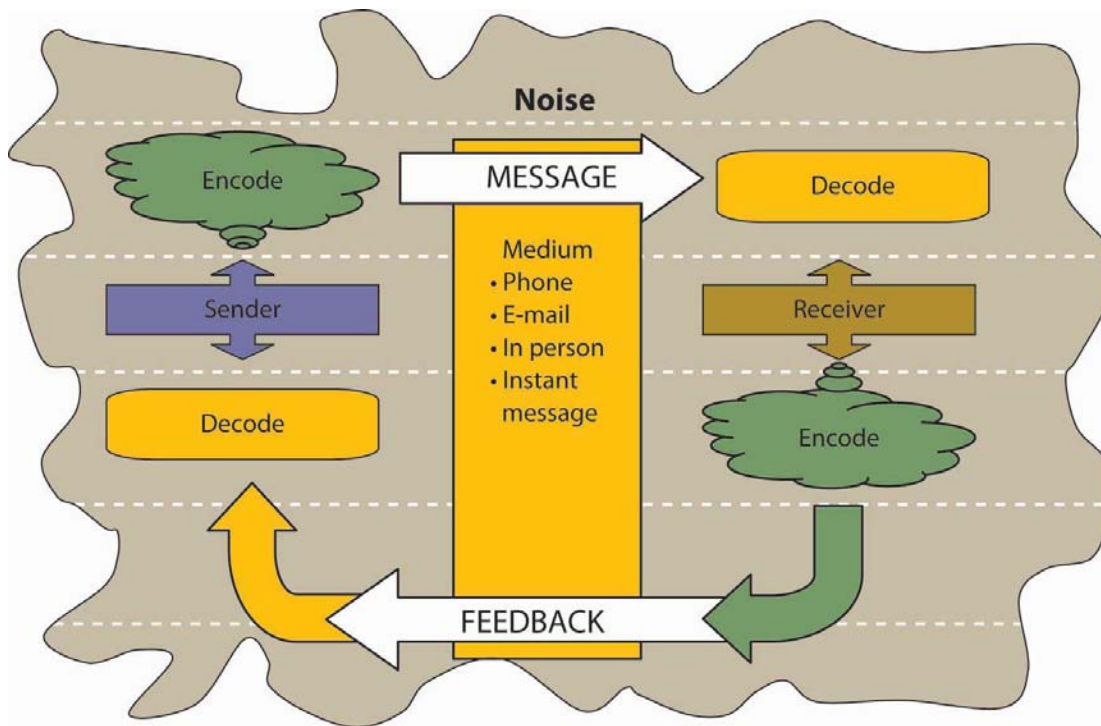 Noise
Encode
MESSAGE
Decode
Medium
• Phone
• E-mail
• In person
• Instant
message
Sender
Receiver
Decode
Encode
FEEDBACK